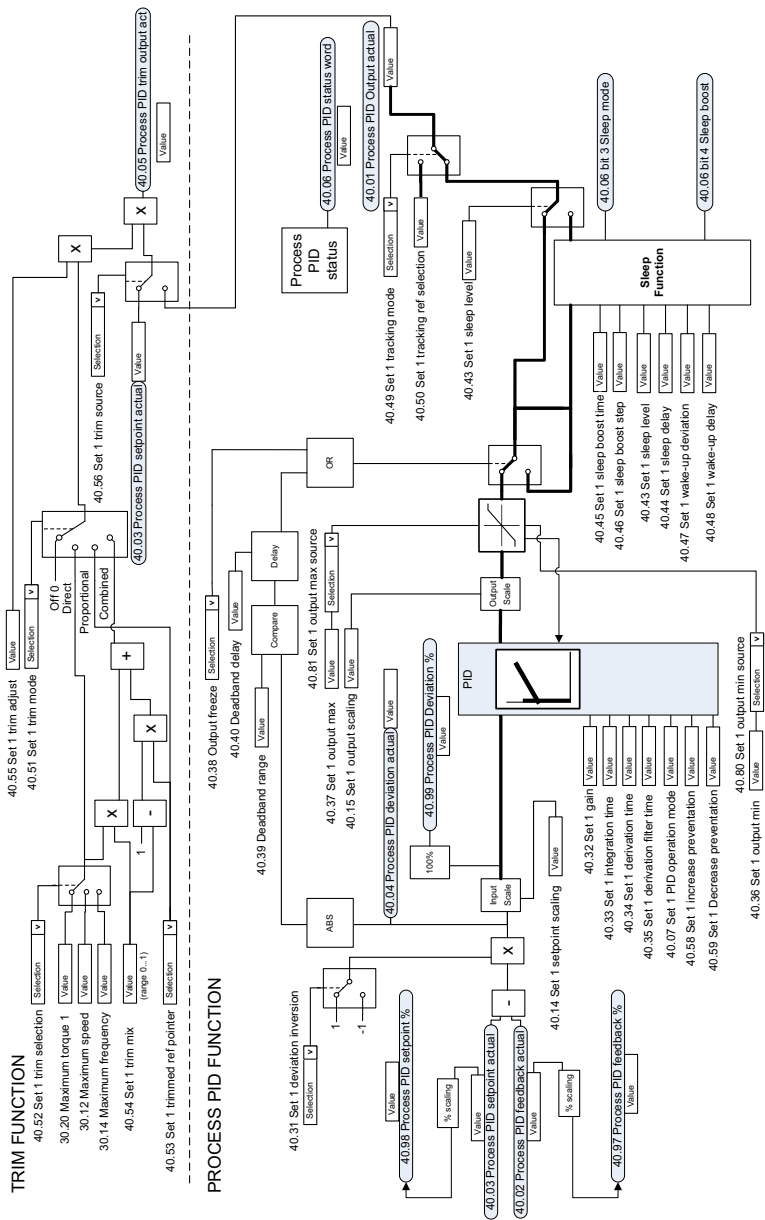 TRIM FUNCTION
40.52 Set 1 trim selection
Selection
v
30.20 Maximum torque 1
Value
30.12 Maximum speed
Value
30.14 Maximum frequency
Value
40.54 Set 1 trim mix
Value
(range 0...1)
40.53 Set 1 trimmed ref pointer
Selection
v
40.55 Set 1 trim adjust
Value
40.51 Set 1 trim mode
Selection
v
X
1
-
X
+
Off 0
Direct
Proportional
Combined
40.56 Set 1 trim source
Selection
v
40.03 Process PID setpoint actual
Value
X
X
40.05 Process PID trim output act
Value
PROCESS PID FUNCTION
40.31 Set 1 deviation inversion
Selection
v
1
-1
Value
40.98 Process PID setpoint %
% scaling
Value
40.03 Process PID setpoint actual
40.02 Process PID feedback actual
Value
% scaling
40.97 Process PID feedback %
Value
-
X
40.14 Set 1 setpoint scaling
Value
ABS
Input
Scale
100%
40.04 Process PID deviation actual
Value
40.99 Process PID Deviation %
Value
40.38 Output freeze
Selection
v
40.40 Deadband delay
Value
40.39 Deadband range
Value
Compare
Delay
OR
40.81 Set 1 output max source
40.37 Set 1 output max
Value
Selection
v
40.15 Set 1 output scaling
Value
PID
Output
Scale
40.32 Set 1 gain
Value
40.33 Set 1 integration time
Value
40.34 Set 1 derivation time
Value
40.35 Set 1 derivation filter time
Value
40.07 Set 1 PID operation mode
Value
40.58 Set 1 increase preventation
Value
40.59 Set 1 Decrease preventation
Value
40.80 Set 1 output min source
40.36 Set 1 output min
Value
Selection
v
Process
PID
status
40.06 Process PID status word
Value
40.01 Process PID Output actual
Value
40.49 Set 1 tracking mode
Selection
v
40.50 Set 1 tracking ref selection
Value
40.43 Set 1 sleep level
Value
40.45 Set 1 sleep boost time
Value
40.46 Set 1 sleep boost step
Value
40.43 Set 1 sleep level
Value
40.44 Set 1 sleep delay
Value
40.47 Set 1 wake-up deviation
Value
40.48 Set 1 wake-up delay
Value
Sleep
Function
40.06 bit 3 Sleep mode
40.06 bit 4 Sleep boost